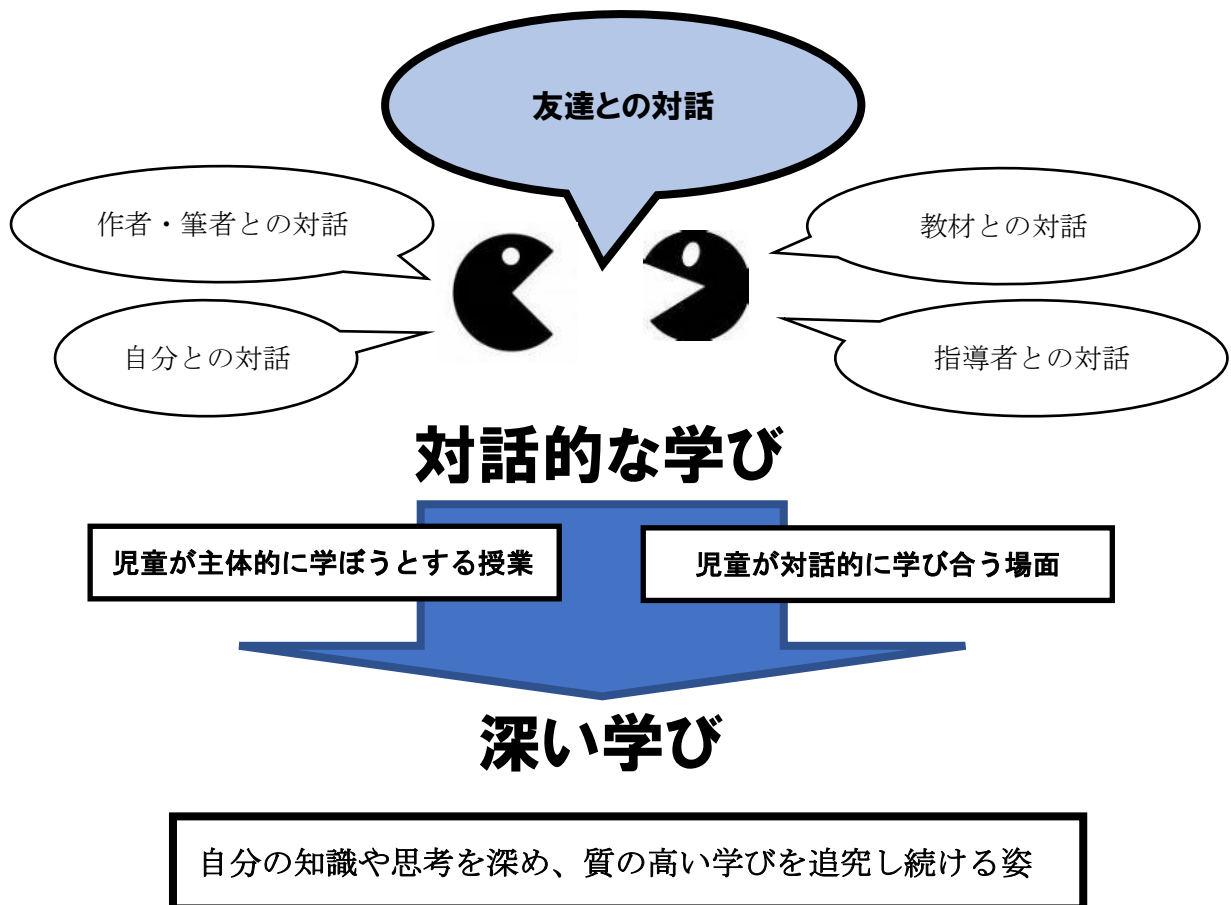 友達との対話
作者・筆者との対話
教材との対話
自分との対話
指導者との対話
対話的な学び
児童が主体的に学ぼうとする授業
児童が対話的に学び合う場面
深い学び
自分の知識や思考を深め、質の高い学びを追究し続ける姿